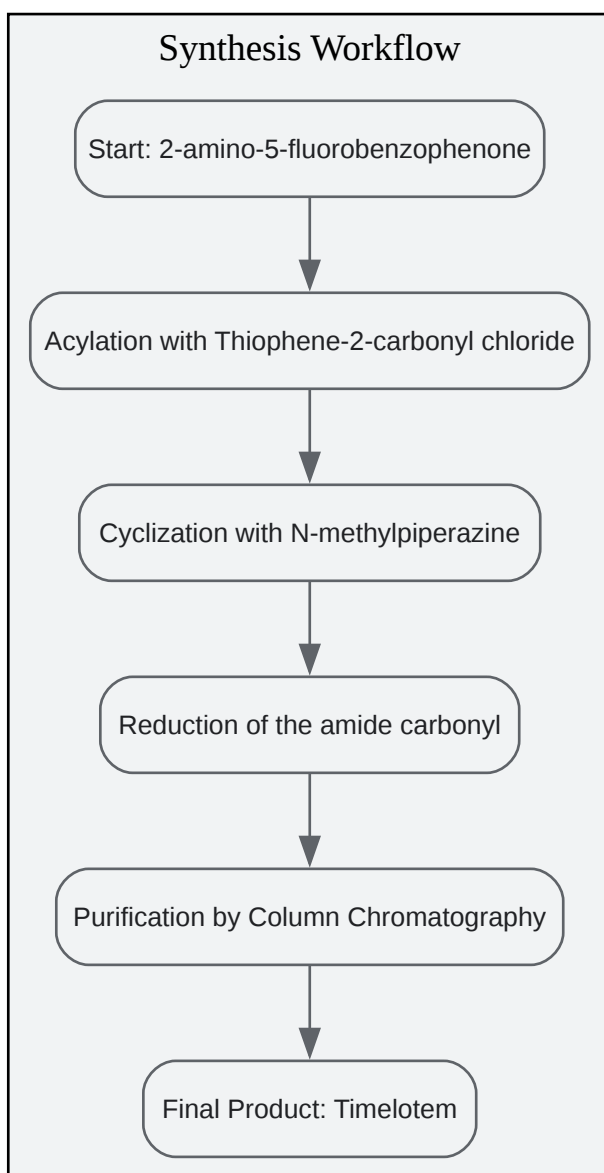 Synthesis Workflow
Start: 2-amino-5-fluorobenzophenone
Acylation with Thiophene-2-carbonyl chloride
Cyclization with N-methylpiperazine
Reduction of the amide carbonyl
Purification by Column Chromatography
Final Product: Timelotem